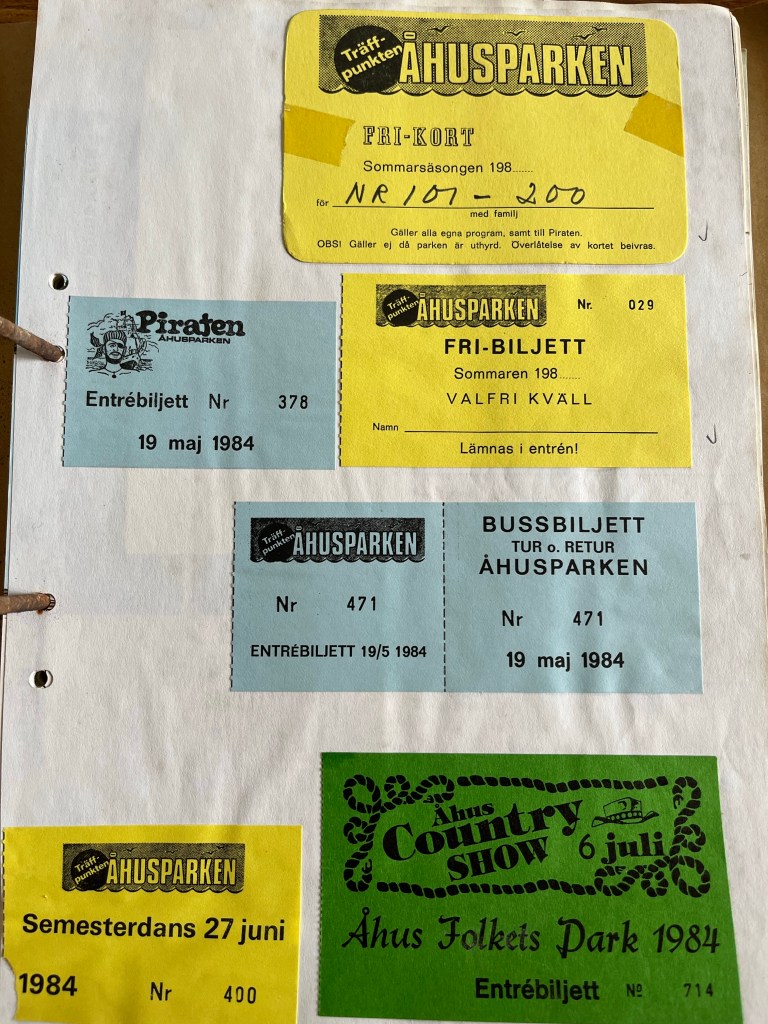 Träff-
punkten
ÅHUSPARKEN
FRI-KORT
Sommarsäsongen 198......
för NR 101 - 200
med familj
Gäller alla egna program, samt till Piraten.
OBS! Gäller ej då parken är uthyrd. Överlåtelse av kortet beivras.
Piraten
ÅHUSPARKEN
Entrébiljett Nr 378
19 maj 1984
Träff-
punkten
ÅHUSPARKEN
Nr. 029
FRI-BILJETT
Sommaren 198......
VALFRI KVÄLL
Namn
Lämnas i entrén!
Träff-
punkten
ÅHUSPARKEN
Nr 471
ENTRÉBILJETT 19/5 1984
BUSSBILJETT
TUR o. RETUR
ÅHUSPARKEN
Nr 471
19 maj 1984
Träff-
punkten
ÅHUSPARKEN
Semesterdans 27 juni
1984 Nr 400
Åhus
Country
SHOW
6 juli
Åhus Folkets Park 1984
Entrébiljett № 714